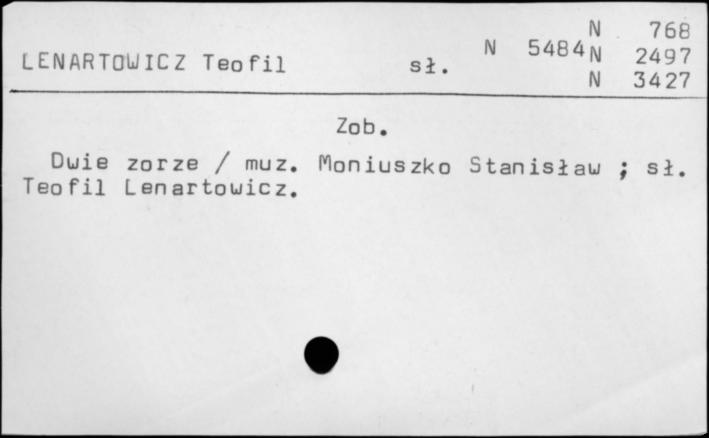 N 768
LENARTOWICZ Teofil sł. N 5484 N 2497
N 3427
Zob.
Dwie zorze / muz. Moniuszko Stanisław ; sł.
Teofil Lenartowicz.